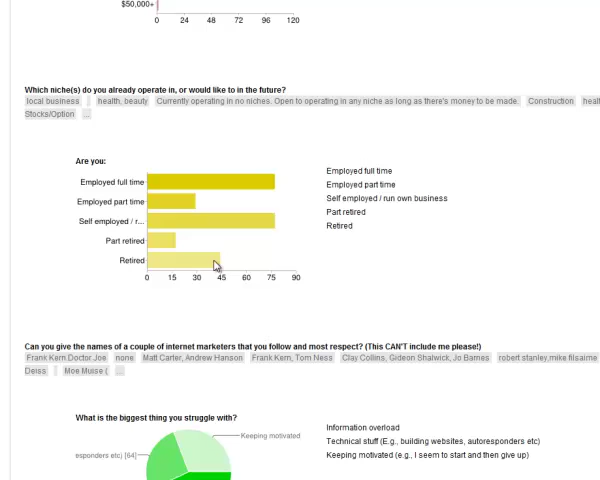 $50,000+
0 24 48 72 96 120
Which niche(s) do you already operate in, or would like to in the future?
local business health, beauty Currently operating in no niches. Open to operating in any niche as long as there's money to be made. Construction healt
Stocks/Option ...
Are you:
Employed full time
Employed part time
Self employed / r...
Part retired
Retired
0 15 30 45 60 75 90
Employed full time
Employed part time
Self employed / run own business
Part retired
Retired
Can you give the names of a couple of internet marketers that you follow and most respect? (This CAN'T include me please!)
Frank Kern.Doctor.Joe none Matt Carter, Andrew Hanson Frank Kern, Tom Ness Clay Collins, Gideon Shalwick, Jo Barnes robert stanley,mike filsaime
Deiss Moe Muise ( ...
What is the biggest thing you struggle with?
Keeping motivated
esponders etc) [64]
Information overload
Technical stuff (E.g., building websites, autoresponders etc)
Keeping motivated (e.g., I seem to start and then give up)